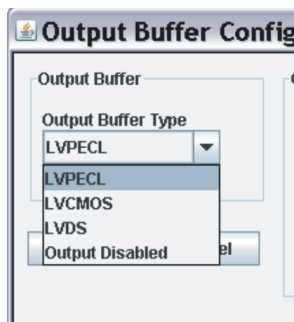 Output Buffer Config
Output Buffer
Output Buffer Type
LVPECL
LVPECL
LVCMOS
LVDS
Output Disabled